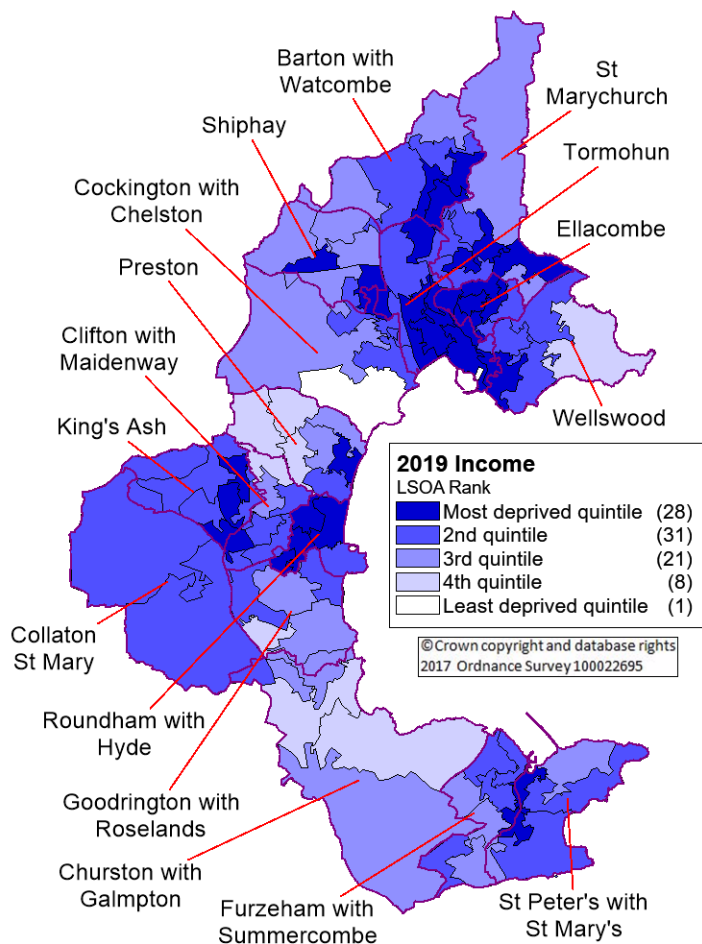 Barton with
Watcombe
St
Marychurch
Shiphay
Tormohun
Cockington with
Chelston
Ellacombe
Preston
Clifton with
Maidenway
King's Ash
Wellswood
2019 Income
LSOA Rank
Most deprived quintile (28)
2nd quintile (31)
3rd quintile (21)
4th quintile (8)
Least deprived quintile (1)
© Crown copyright and database rights
2017 Ordnance Survey 100022695
Collaton
St Mary
Roundham with
Hyde
Goodrington with
Roselands
Churston with
Galmpton
Furzeham with
Summercombe
St Peter's with
St Mary's